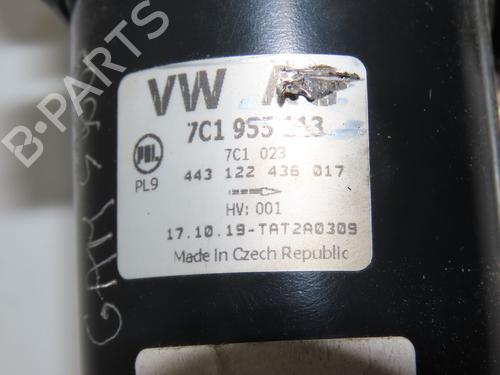 B-PARTS
VW
7C1 955
7C1 023
PAL
443 122 436 017
PL9
HV: 001
17.10.19-TAT2A0309
Made in Czech Republic